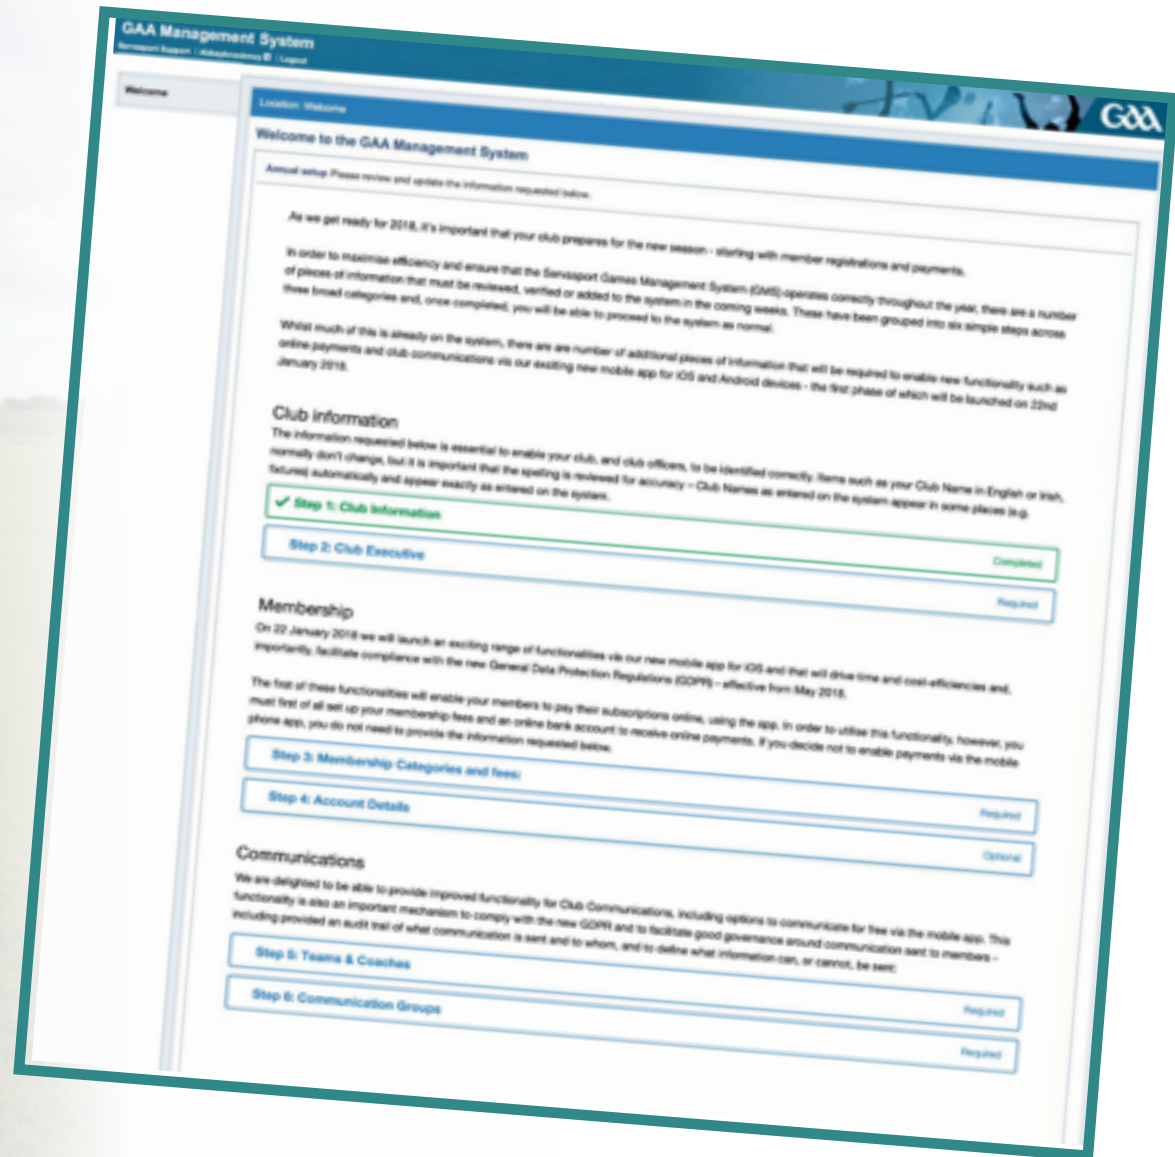 GAA Management System
Servasport Support | Logout
GAA
Welcome
Location: Welcome
Welcome to the GAA Management System
Annual setup Please review and update the information requested below.
As we get ready for 2018, it's important that your club prepares for the new season - starting with member registrations and payments.
In order to maximise efficiency and ensure that the Servasport Games Management System (GMS) operates correctly throughout the year, there are a number
of pieces of information that must be reviewed, verified or added to the system in the coming weeks. These have been grouped into six simple steps across
three broad categories and, once completed, you will be able to proceed to the system as normal.
Whilst much of this is already on the system, there are are number of additional pieces of information that will be required to enable new functionality such as
online payments and club communications via our exciting new mobile app for iOS and Android devices - the first phase of which will be launched on 22nd
January 2018.
Club information
The information requested below is essential to enable your club, and club officers, to be identified correctly. Items such as your Club Name in English or Irish,
normally don't change, but it is important that the spelling is reviewed for accuracy – Club Names as entered on the system appear in some places (e.g.
fixtures) automatically and appear exactly as entered on the system.
✓ Step 1: Club Information Completed
Step 2: Club Executive Required
Membership
On 22 January 2018 we will launch an exciting range of functionalities via our new mobile app for iOS and that will drive time and cost-efficiencies and,
importantly, facilitate compliance with the new General Data Protection Regulations (GDPR) – effective from May 2018.
The first of these functionalities will enable your members to pay their subscriptions online, using the app. In order to utilise this functionality, however, you
must first of all set up your membership fees and an online bank account to receive online payments. If you decide not to enable payments via the mobile
phone app, you do not need to provide the information requested below.
Step 3: Membership Categories and fees: Required
Step 4: Account Details Optional
Communications
We are delighted to be able to provide improved functionality for Club Communications, including options to communicate for free via the mobile app. This
functionality is also an important mechanism to comply with the new GDPR and to facilitate good governance around communication sent to members -
including provided an audit trail of what communication is sent and to whom, and to define what information can, or cannot, be sent:
Step 5: Teams & Coaches Required
Step 6: Communication Groups Required